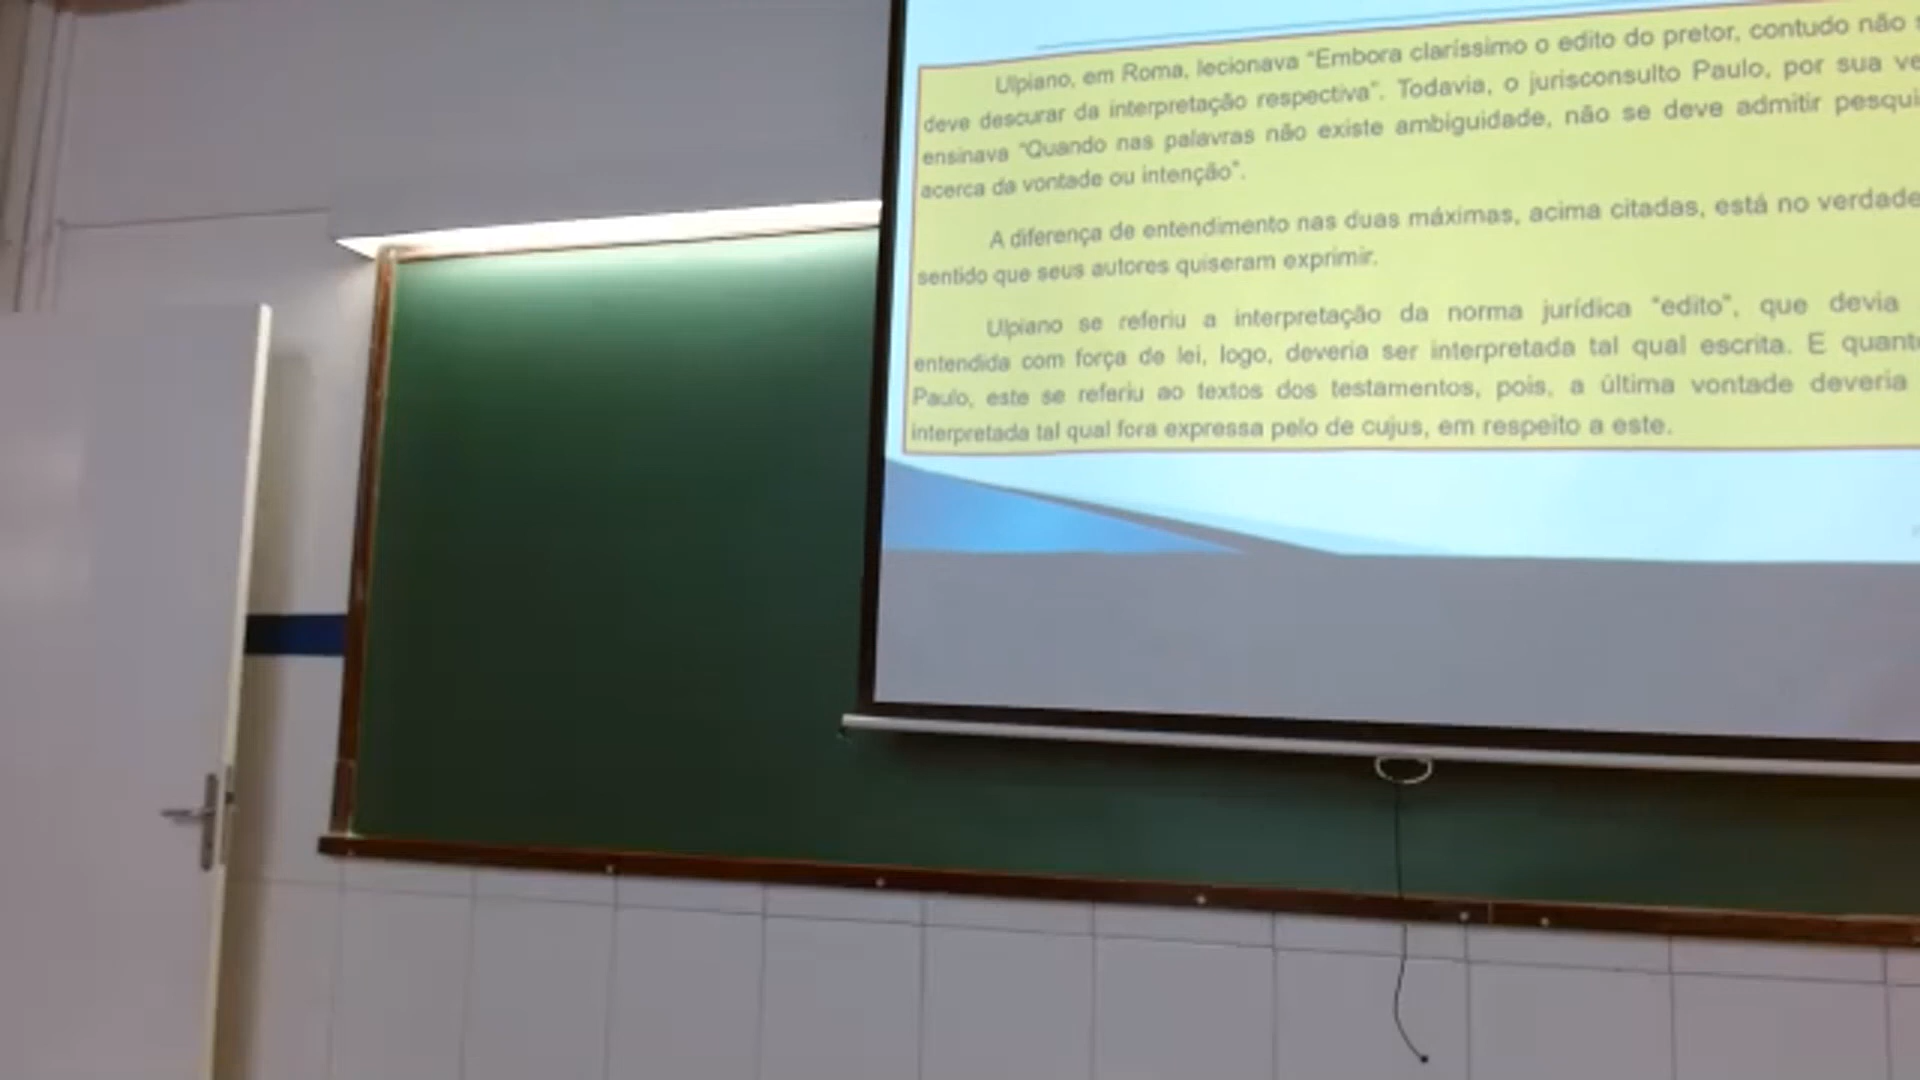 Ulpiano, em Roma, lecionava "Embora claríssimo o edito do pretor, contudo não
deve descurar da interpretação respectiva". Todavia, o jurisconsulto Paulo, por sua
ensinava "Quando nas palavras não existe ambiguidade, não se deve admitir
acerca da vontade ou intenção".
A diferença de entendimento nas duas máximas, acima citadas, está no
sentido que seus autores quiseram exprimir.
Ulpiano se referiu a interpretação da norma jurídica "edito", que devia
entendida com força de lei, logo, deveria ser interpretada tal qual escrita. E
Paulo, este se referiu ao textos dos testamentos, pois, a última vontade deveria
interpretada tal qual fora expressa pelo de cujus, em respeito a este.